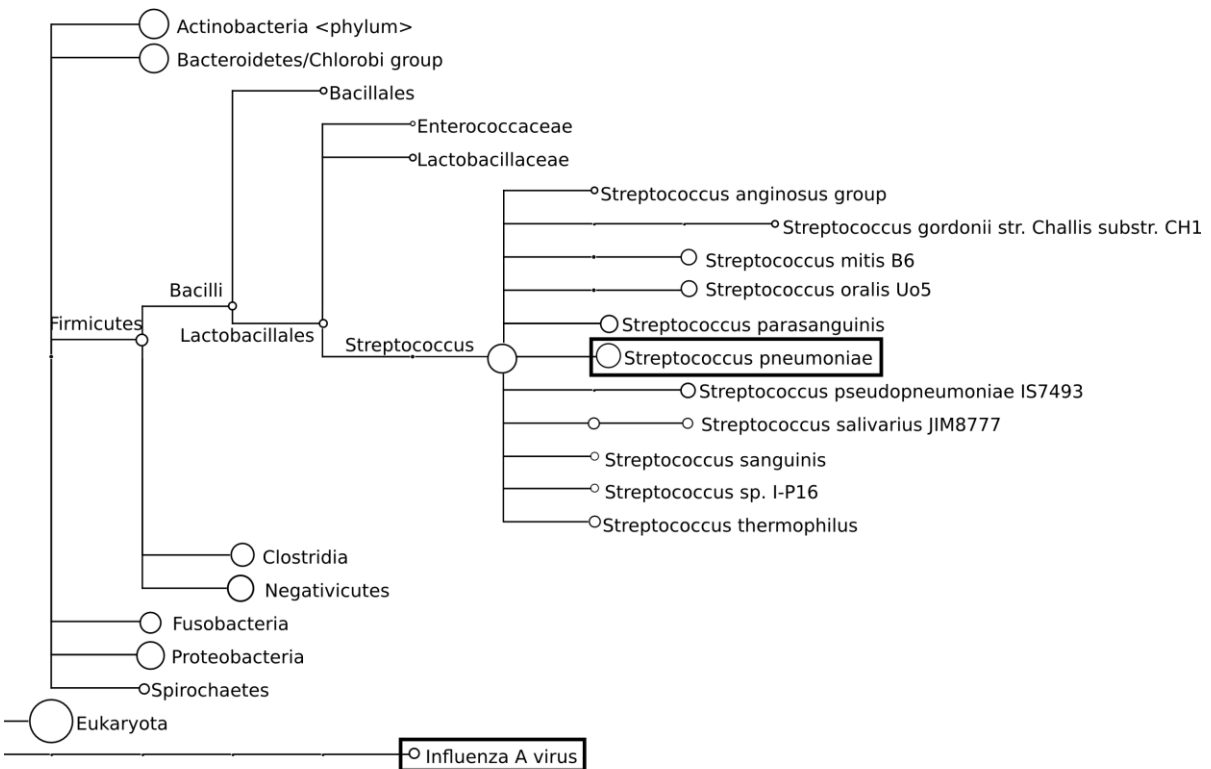 Actinobacteria <phylum>
Bacteroidetes/Chlorobi group
Bacillales
Enterococcaceae
Lactobacillaceae
Streptococcus anginosus group
Streptococcus gordonii str. Challis substr. CH1
Streptococcus mitis B6
Bacilli
Streptococcus oralis Uo5
Firmicutes
Lactobacillales
Streptococcus parasanguinis
Streptococcus
Streptococcus pneumoniae
Streptococcus pseudopneumoniae IS7493
Streptococcus salivarius JIM8777
Streptococcus sanguinis
Streptococcus sp. I-P16
Streptococcus thermophilus
Clostridia
Negativicutes
Fusobacteria
Proteobacteria
Spirochaetes
Eukaryota
Influenza A virus